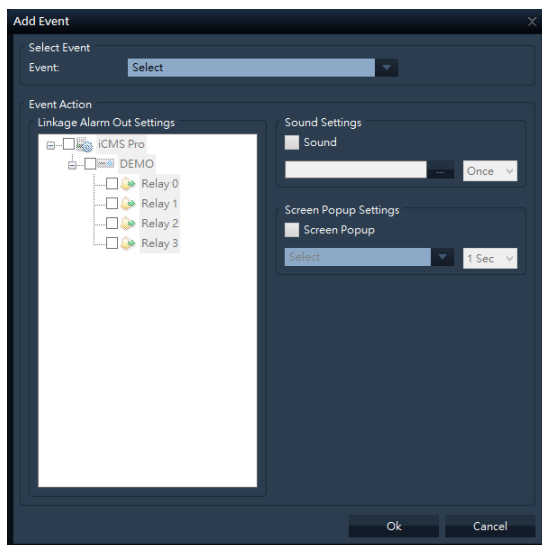 Add Event
Select Event
Event: Select
Event Action
Linkage Alarm Out Settings
iCMS Pro
DEMO
Relay 0
Relay 1
Relay 2
Relay 3
Sound Settings
Sound
... Once
Screen Popup Settings
Screen Popup
Select 1 Sec
Ok Cancel